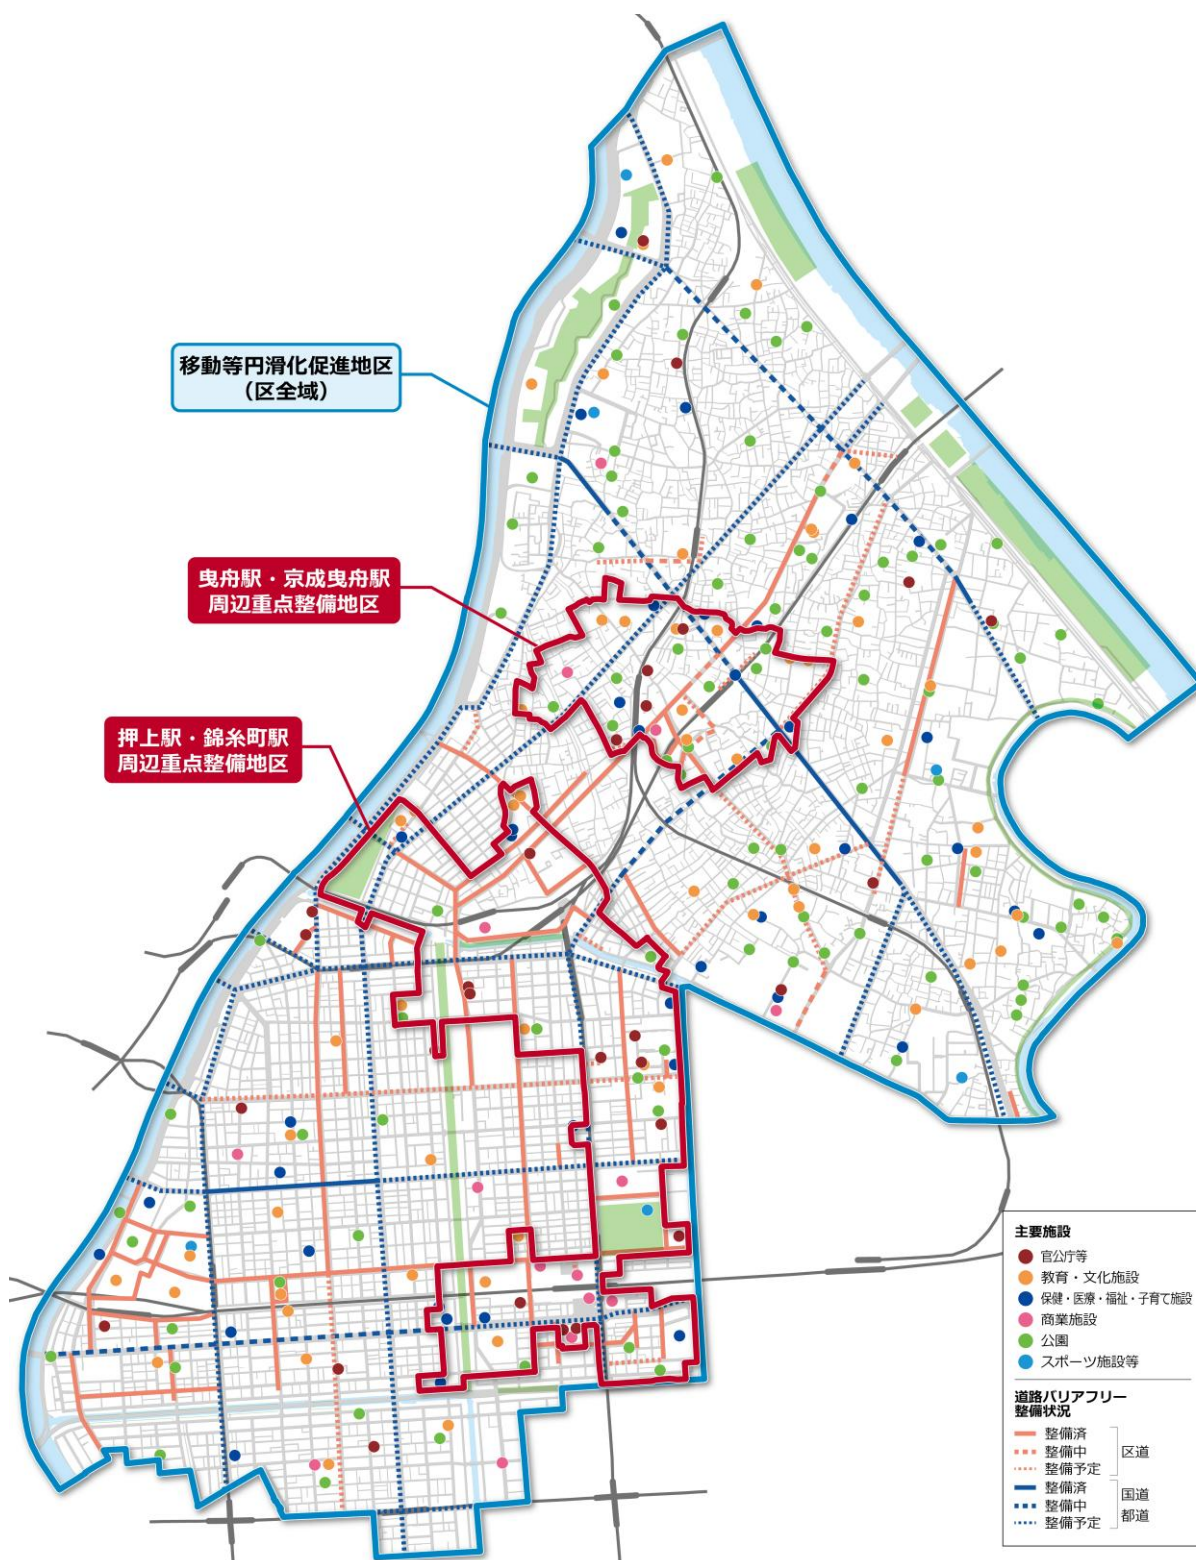 移動等円滑化促進地区
（区全域）
曳舟駅・京成曳舟駅
周辺重点整備地区
押上駅・錦糸町駅
周辺重点整備地区
主要施設
官公庁等
教育・文化施設
保健・医療・福祉・子育て施設
商業施設
公園
スポーツ施設等
道路バリアフリー
整備状況
整備済
整備中
整備予定
区道
整備済
整備中
整備予定
国道
都道